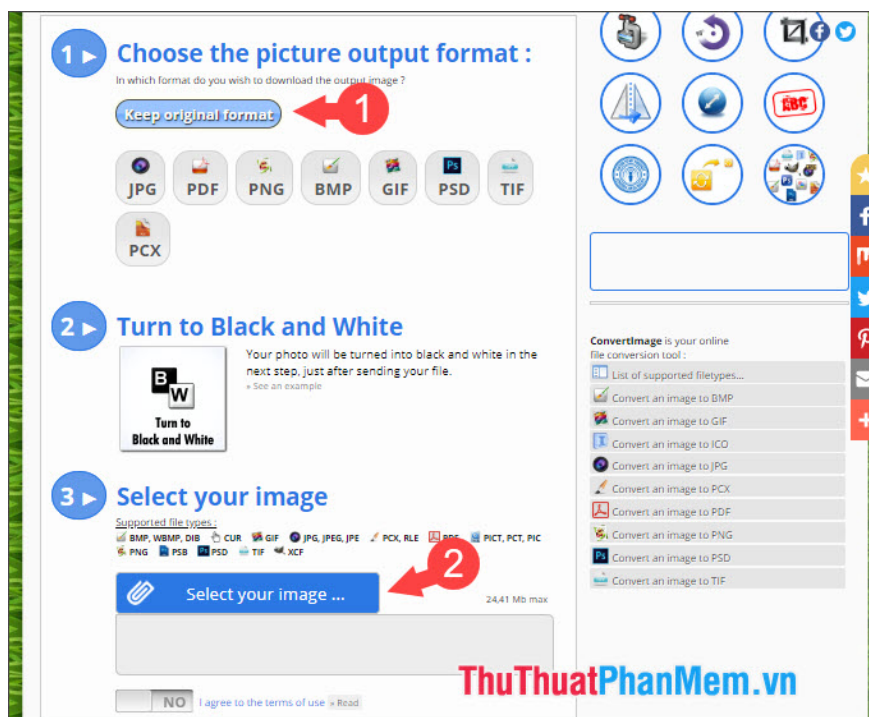 1 Choose the picture output format :
In which format do you wish to download the output image ?
Keep original format
1
JPG PDF PNG BMP GIF PSD TIF
PCX
2 Turn to Black and White
Your photo will be turned into black and white in the
next step, just after sending your file.
» See an example
B
W
Turn to
Black and White
3 Select your image
Supported file types :
BMP, WBMP, DIB CUR GIF JPG, JPEG, JPE PCX, RLE PICT, PCT, PIC
PNG PSB PSD TIF XCF
2
Select your image ...
24,41 Mb max
NO I agree to the terms of use » Read
ABC
ConvertImage is your online
file conversion tool :
List of supported filetypes...
Convert an image to BMP
Convert an image to GIF
Convert an image to ICO
Convert an image to JPG
Convert an image to PCX
Convert an image to PDF
Convert an image to PNG
Convert an image to PSD
Convert an image to TIF
ThuThuatPhanMem.vn